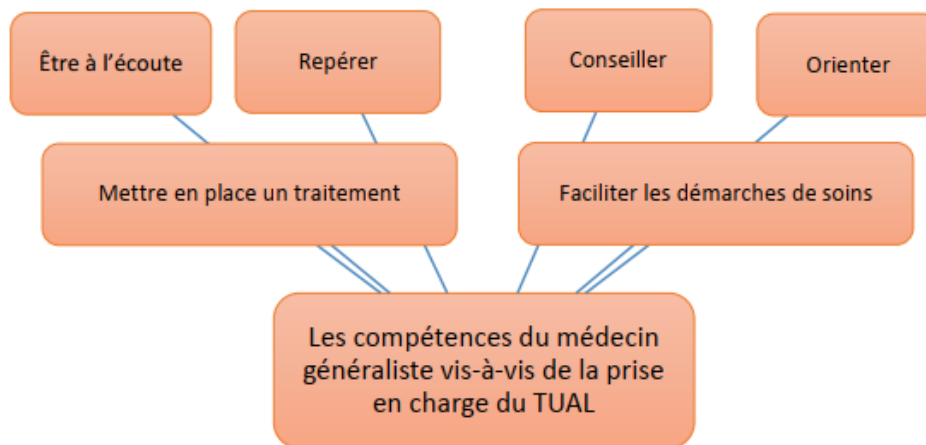 Être à l'écoute
Repérer
Conseiller
Orienter
Mettre en place un traitement
Faciliter les démarches de soins
Les compétences du médecin
généraliste vis-à-vis de la prise
en charge du TUAL